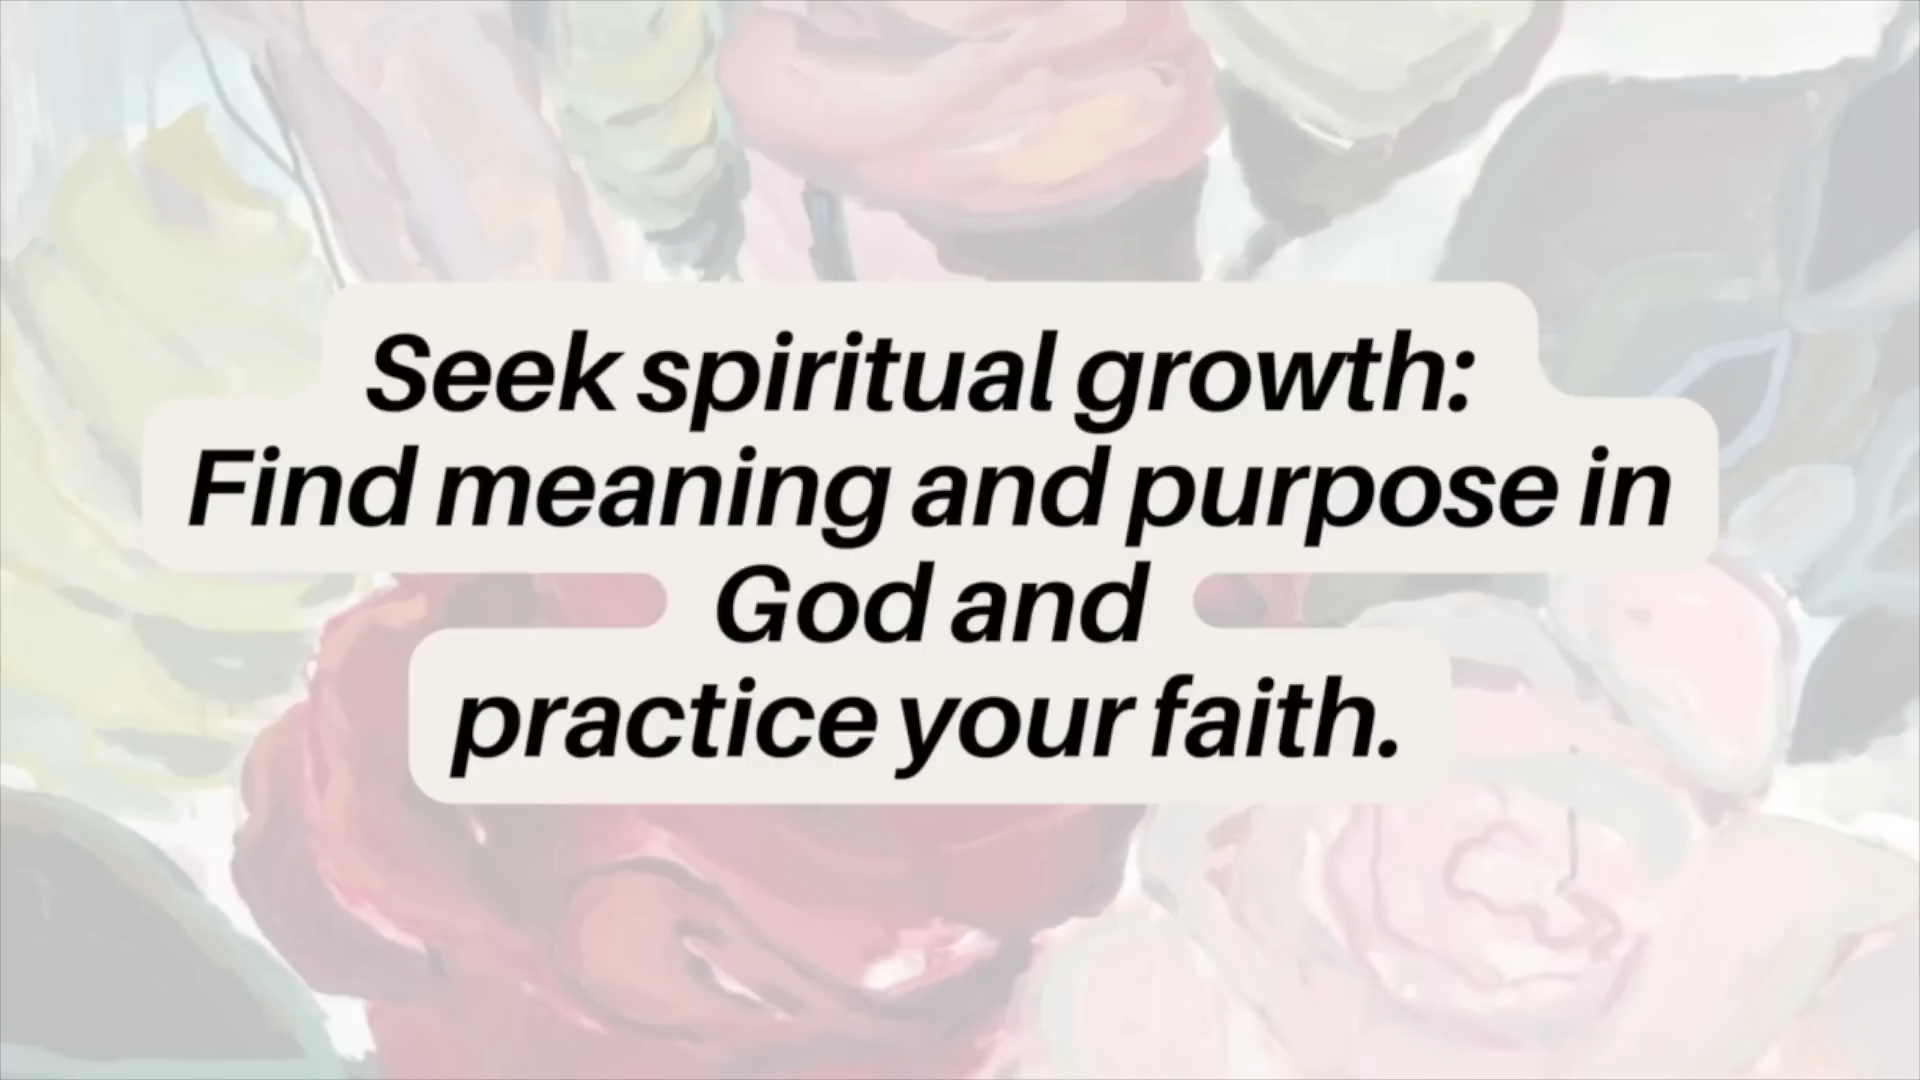 Seek spiritual growth:
Find meaning and purpose in
God and
practice your faith.